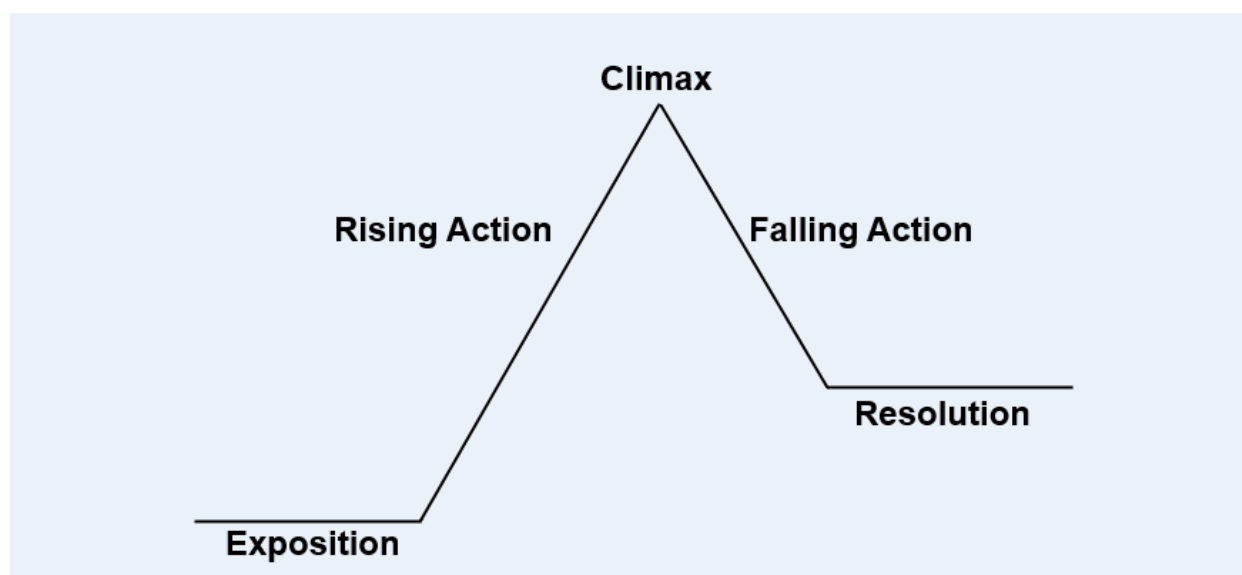 Climax
Rising Action
Falling Action
Resolution
Exposition